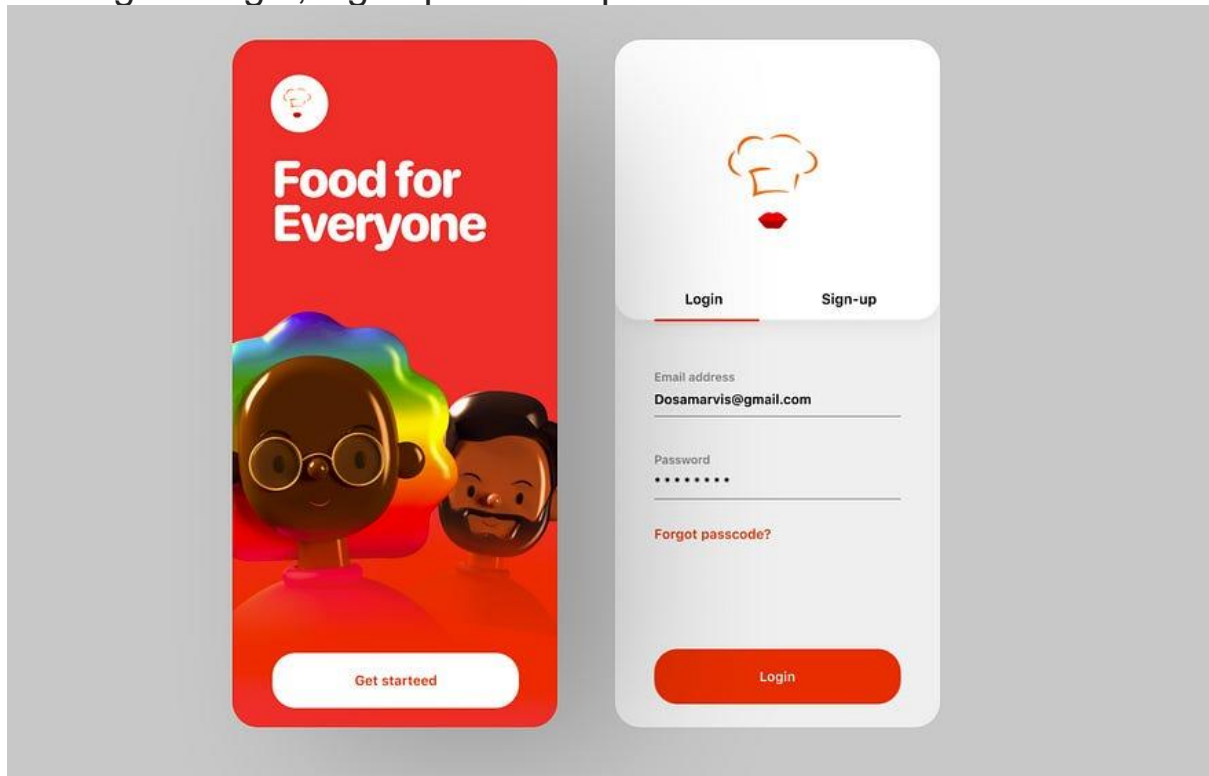 Food for
Everyone
Get starteed
Login
Sign-up
Email address
Dosamarvis@gmail.com
Password
Forgot passcode?
Login